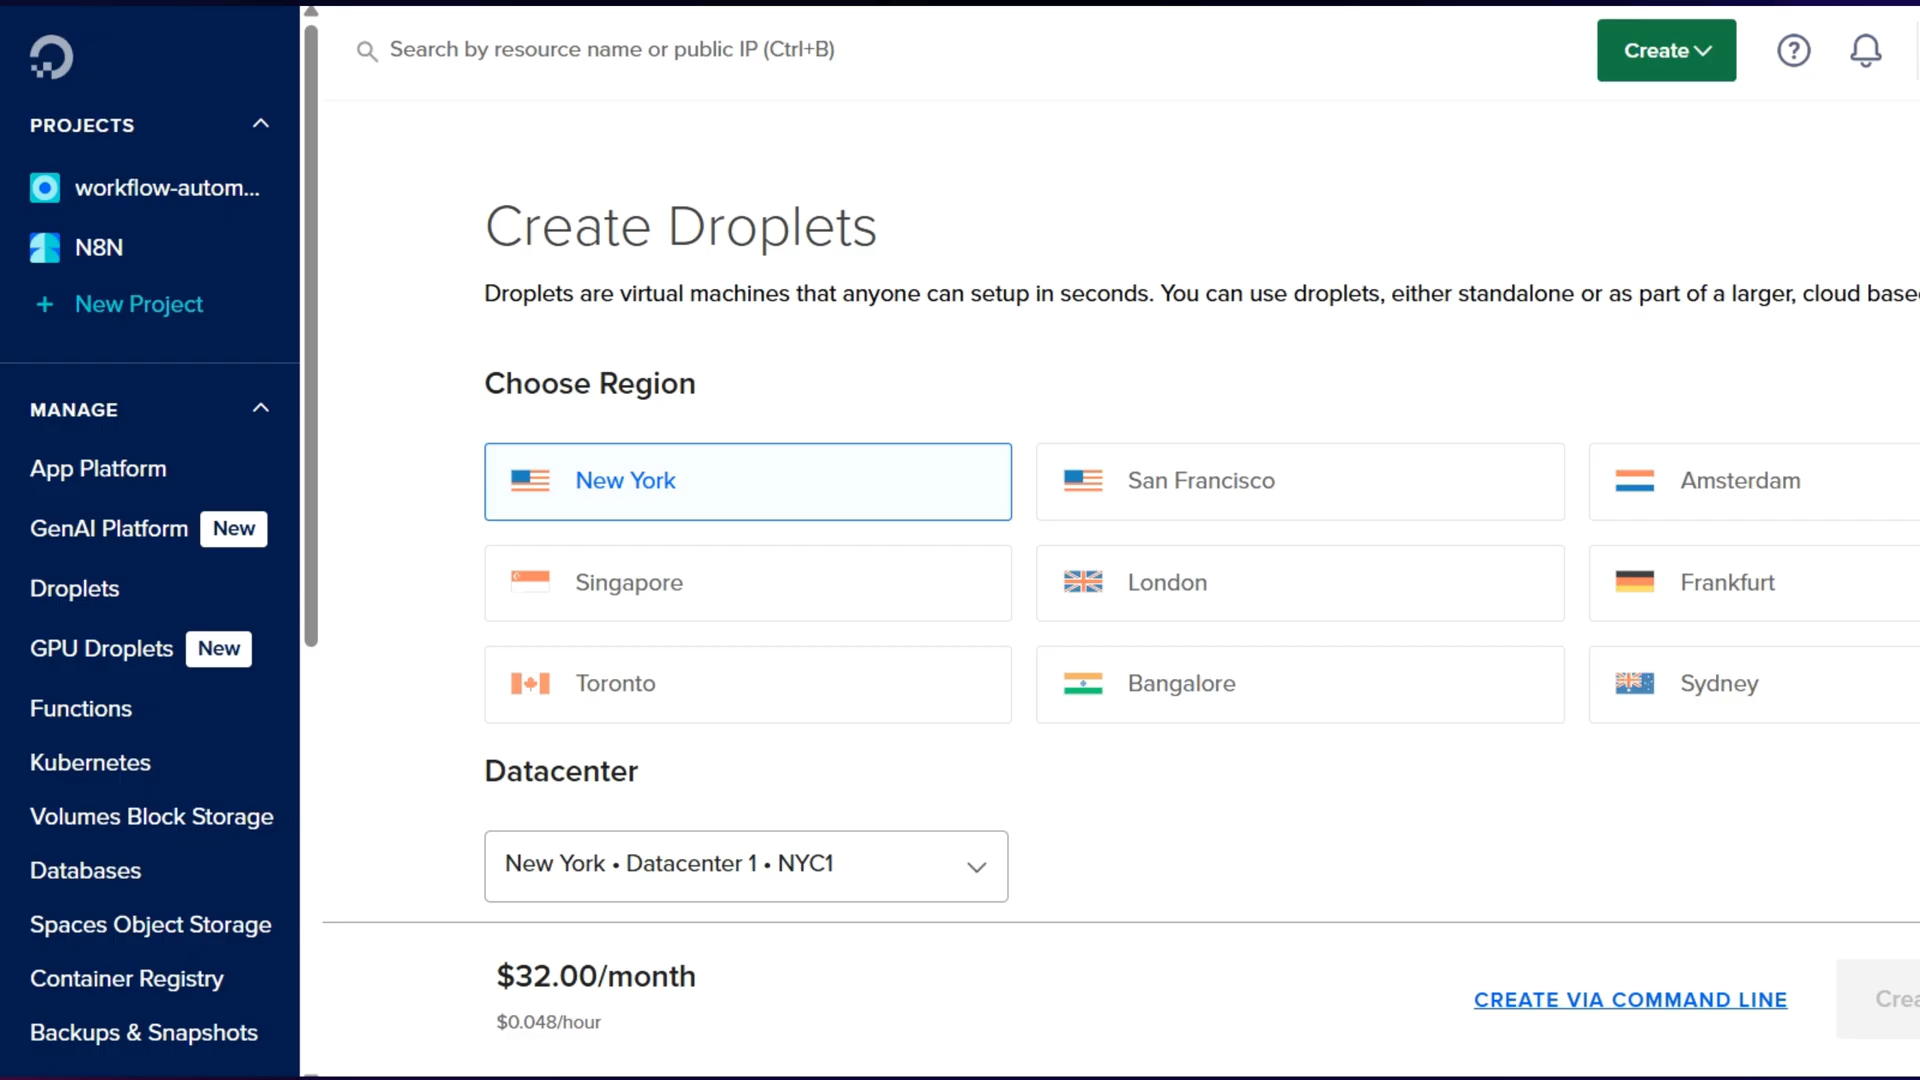 Search by resource name or public IP (Ctrl+B)
Create
PROJECTS
workflow-autom...
N8N
+ New Project
MANAGE
App Platform
GenAI Platform New
Droplets
GPU Droplets New
Functions
Kubernetes
Volumes Block Storage
Databases
Spaces Object Storage
Container Registry
Backups & Snapshots
Create Droplets
Droplets are virtual machines that anyone can setup in seconds. You can use droplets, either standalone or as part of a larger, cloud base
Choose Region
New York
San Francisco
Amsterdam
Singapore
London
Frankfurt
Toronto
Bangalore
Sydney
Datacenter
New York • Datacenter 1 • NYC1
$32.00/month
$0.048/hour
CREATE VIA COMMAND LINE
Crea